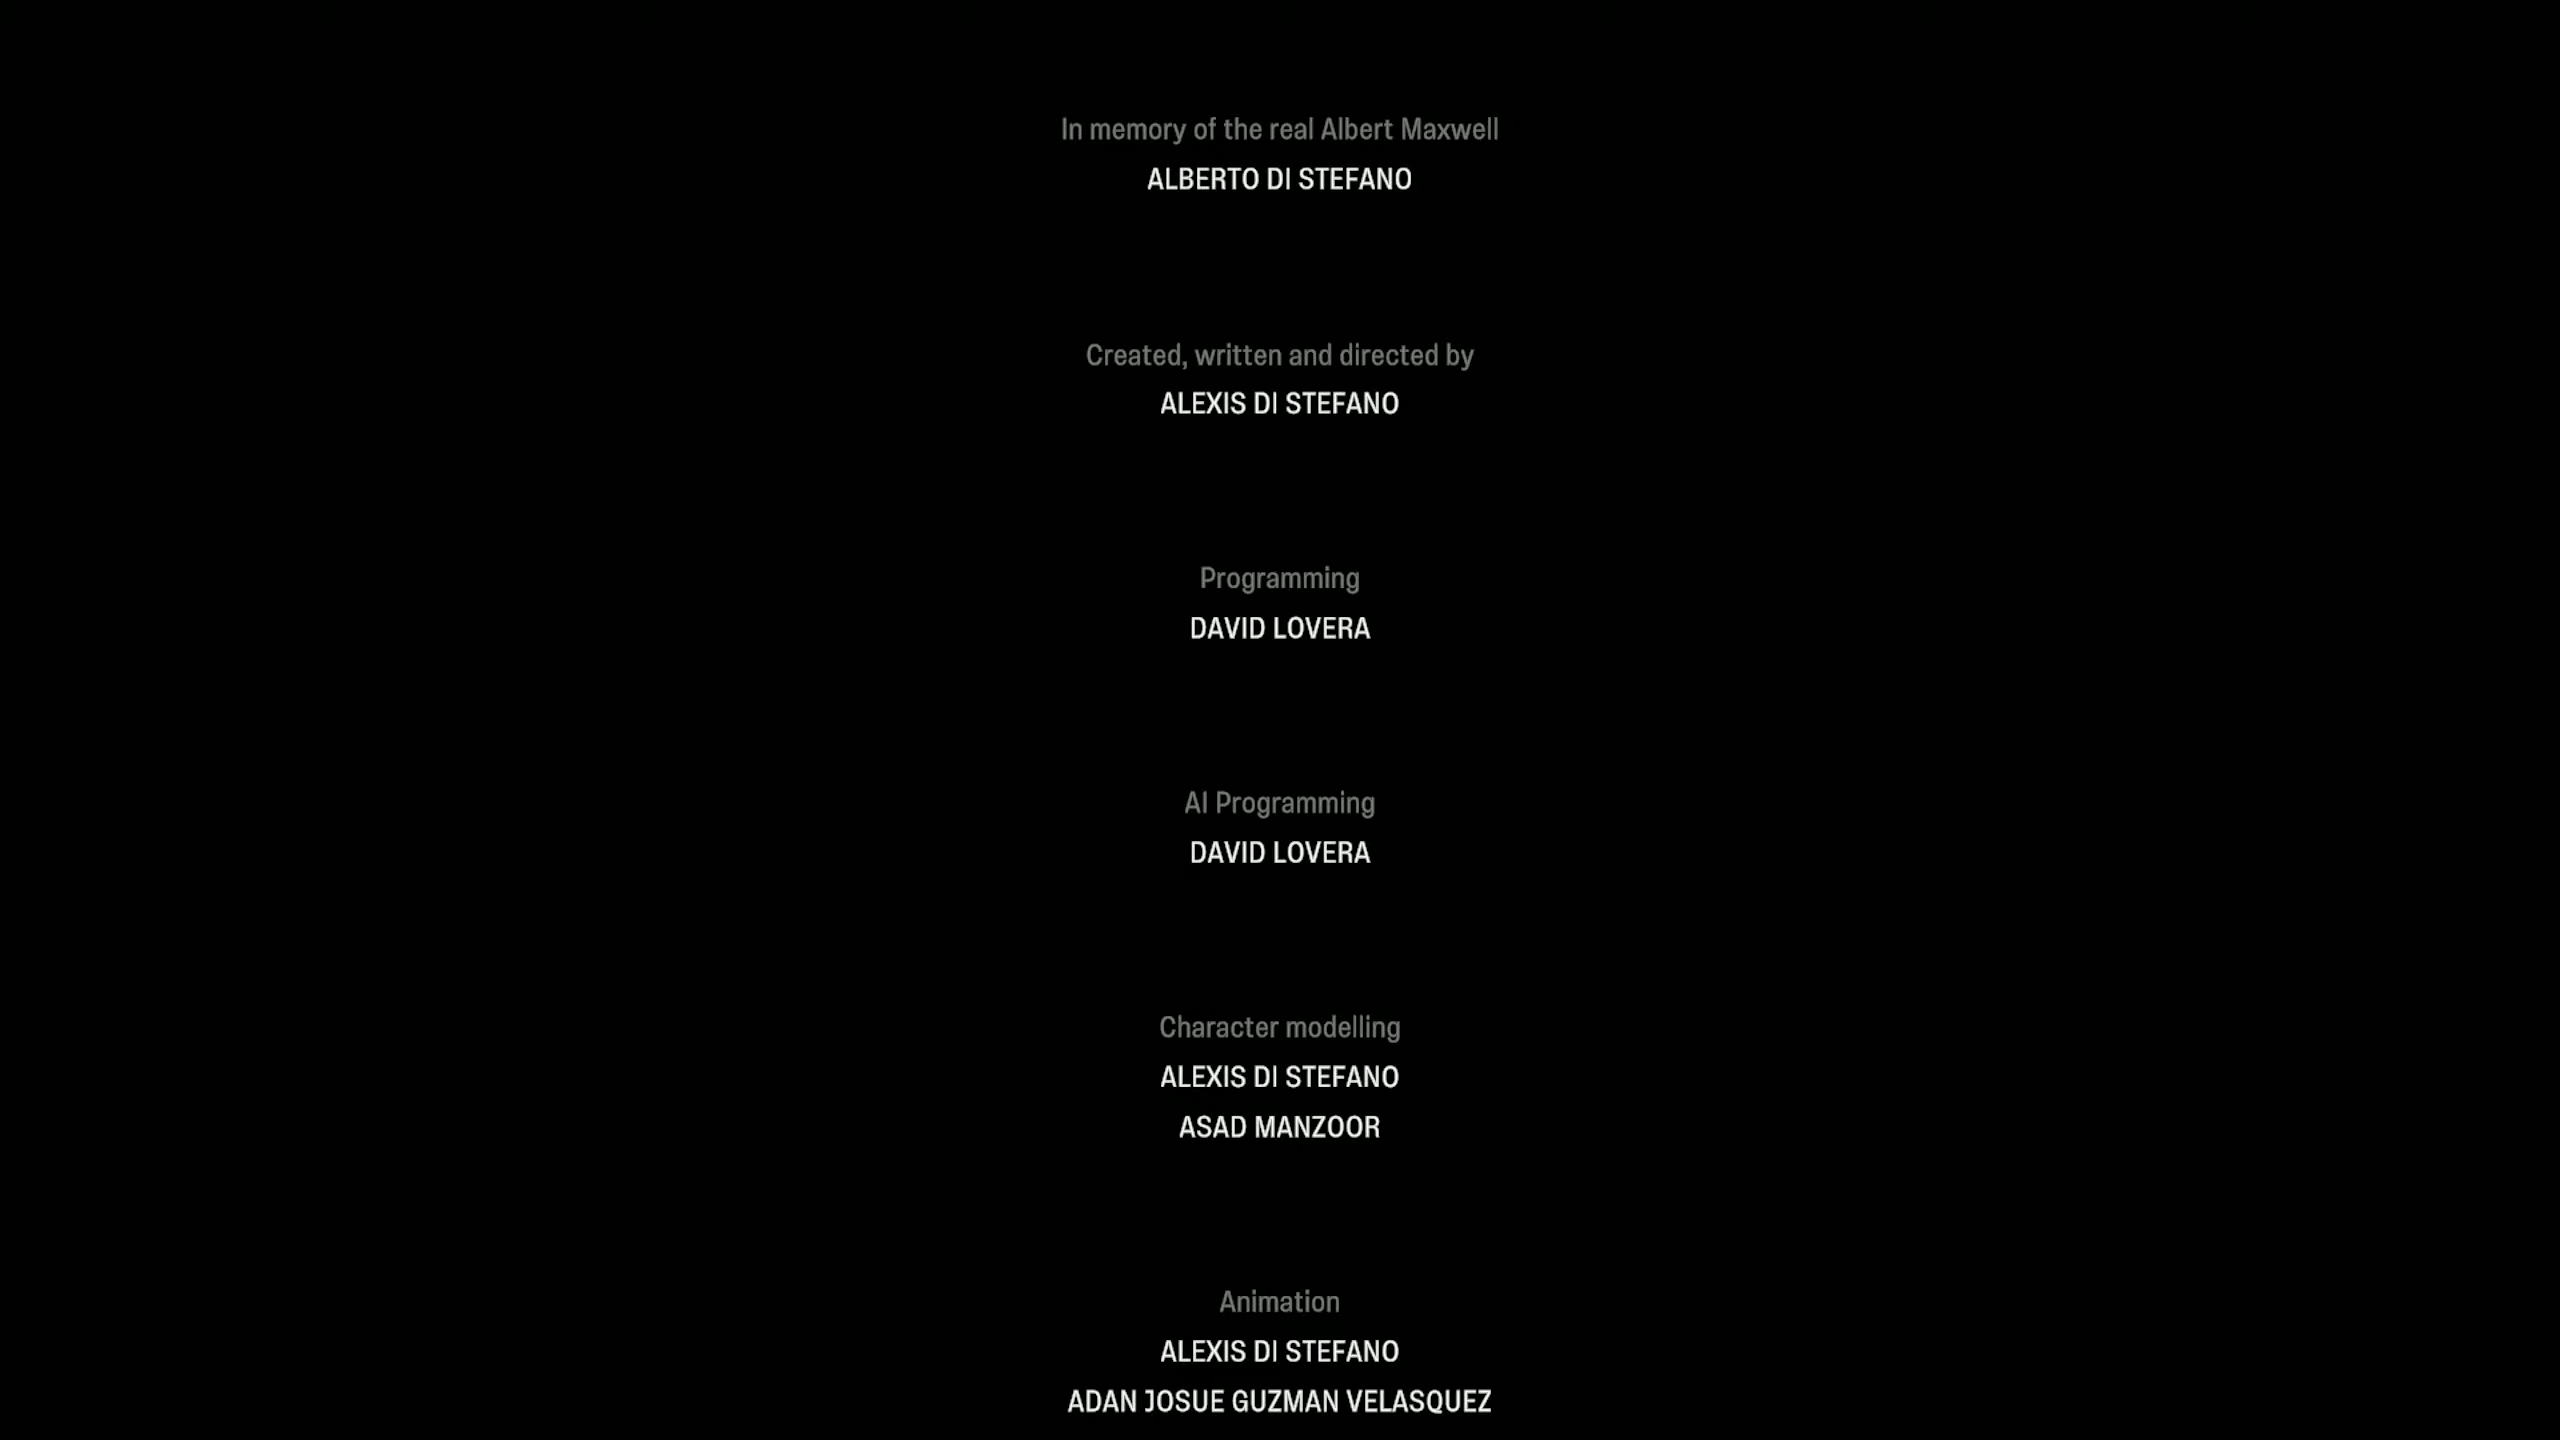 In memory of the real Albert Maxwell
ALBERTO DI STEFANO
Created, written and directed by
ALEXIS DI STEFANO
Programming
DAVID LOVERA
AI Programming
DAVID LOVERA
Character modelling
ALEXIS DI STEFANO
ASAD MANZOOR
Animation
ALEXIS DI STEFANO
ADAN JOSUE GUZMAN VELASQUEZ